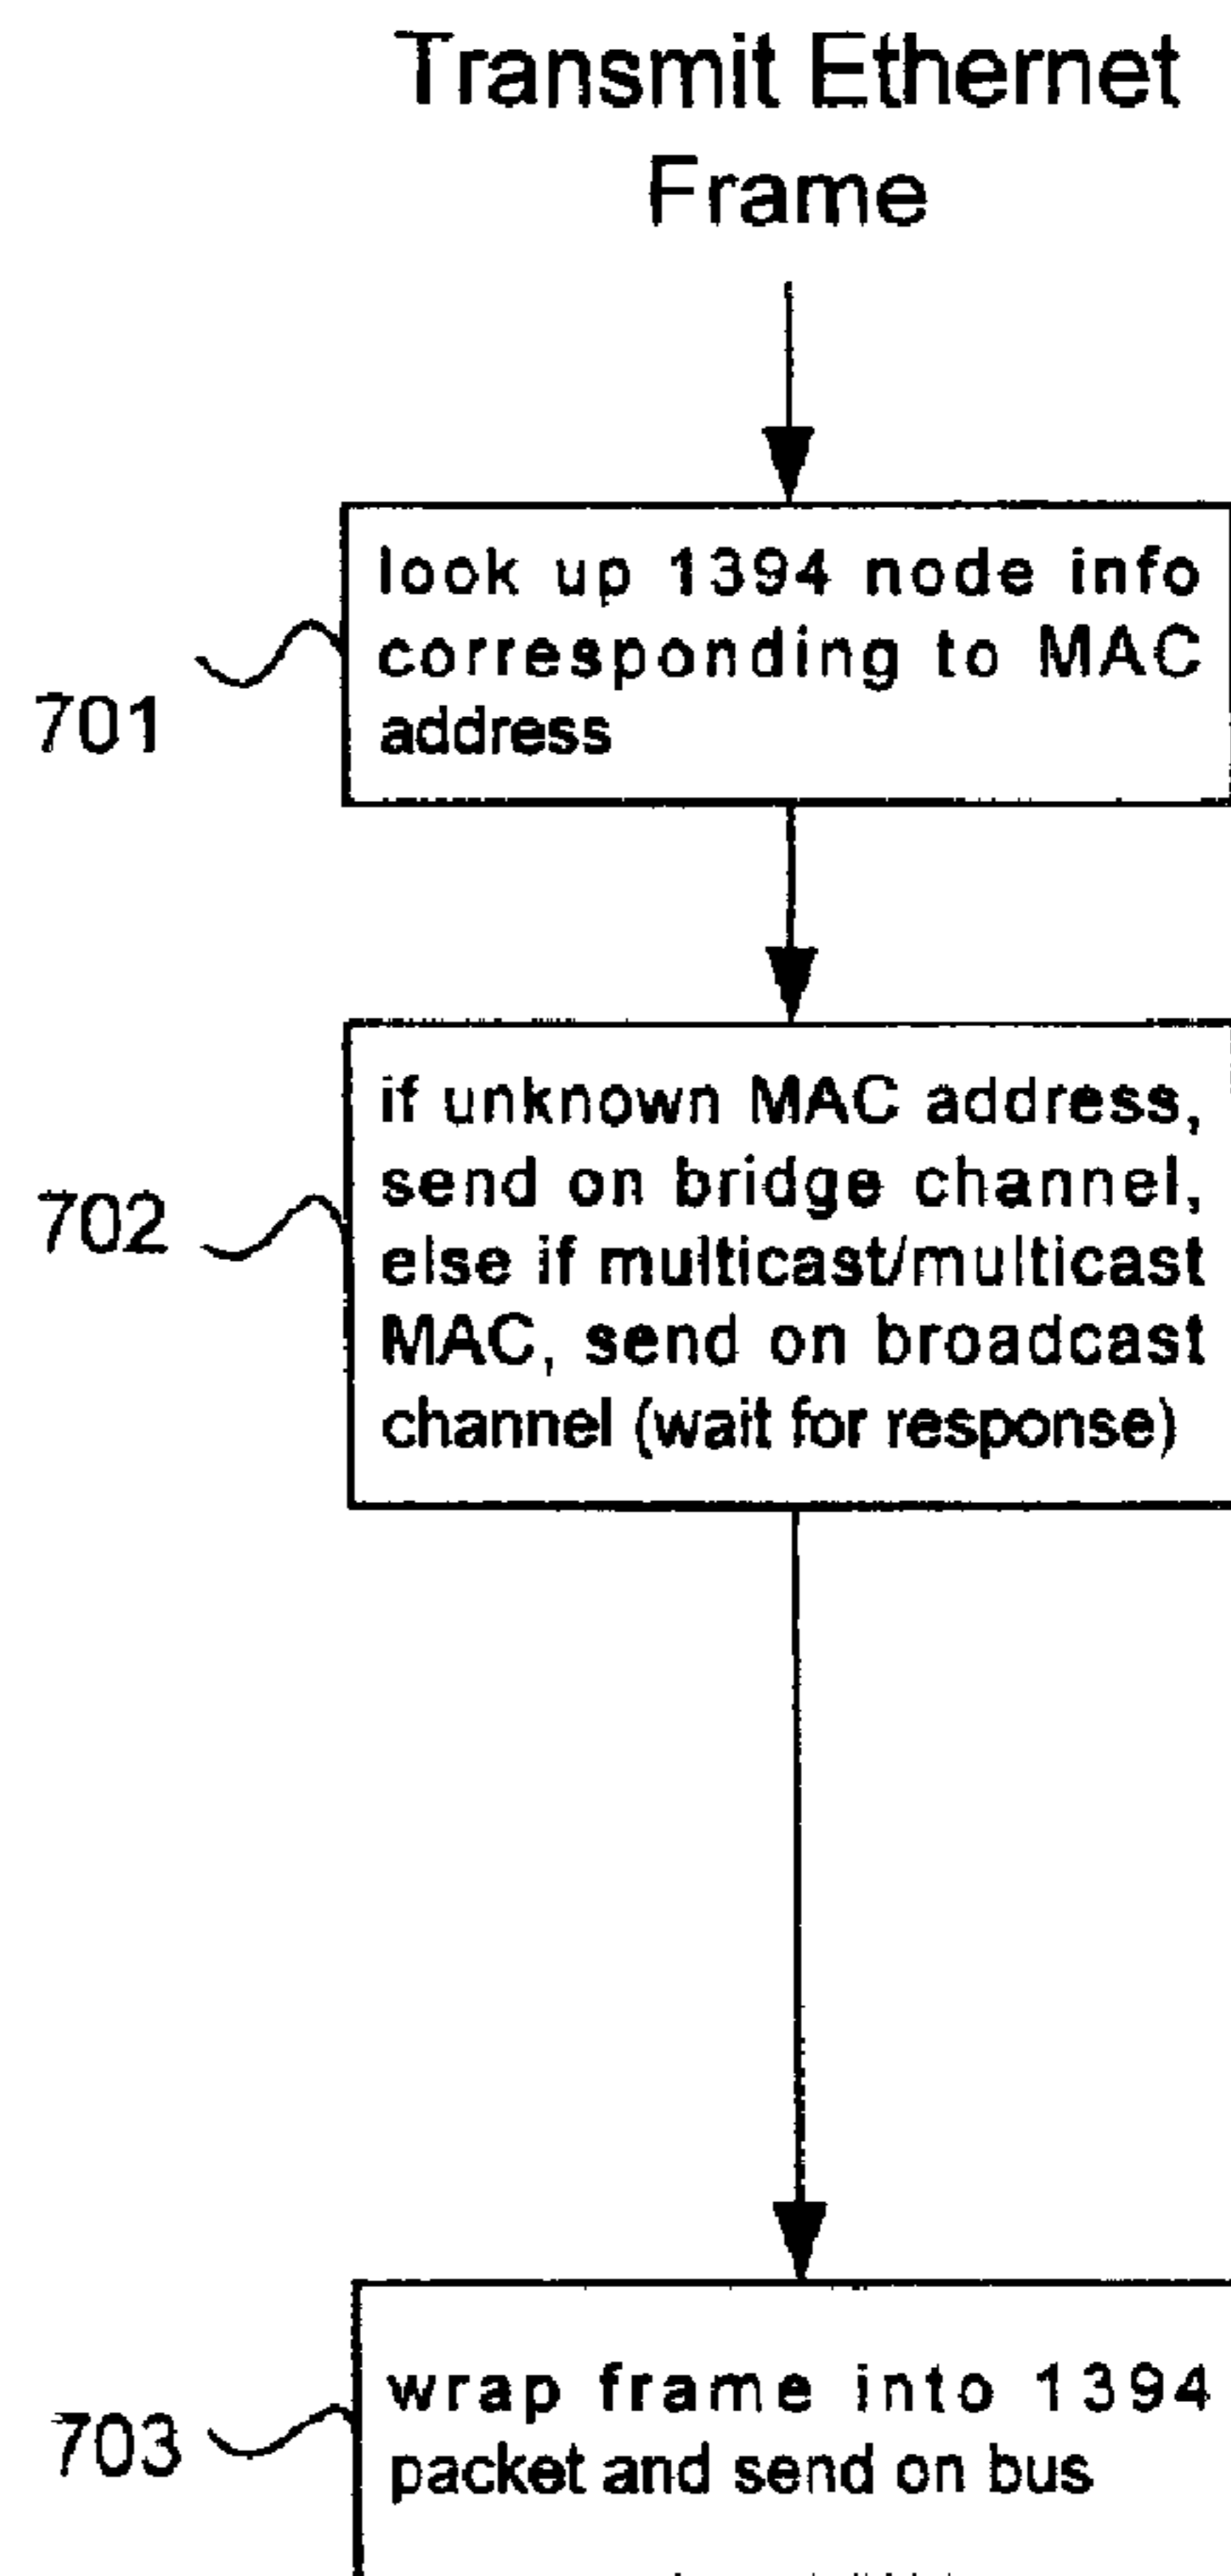 Transmit Ethernet
Frame
look up 1394 node info
corresponding to MAC
address
701
if unknown MAC address,
send on bridge channel,
else if multicast/multicast
MAC, send on broadcast
channel (wait for response)
702
wrap frame into 1394
packet and send on bus
703